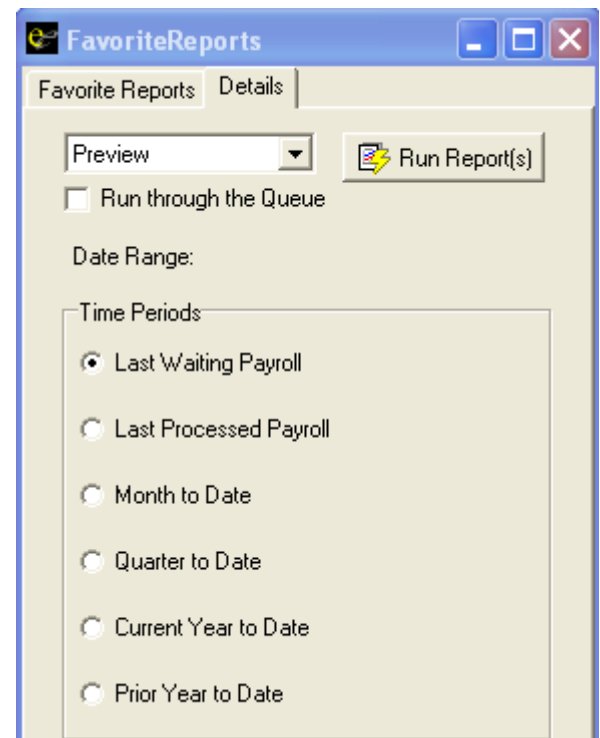 FavoriteReports
Favorite Reports Details
Preview Run Report(s)
Run through the Queue
Date Range:
Time Periods
Last Waiting Payroll
Last Processed Payroll
Month to Date
Quarter to Date
Current Year to Date
Prior Year to Date